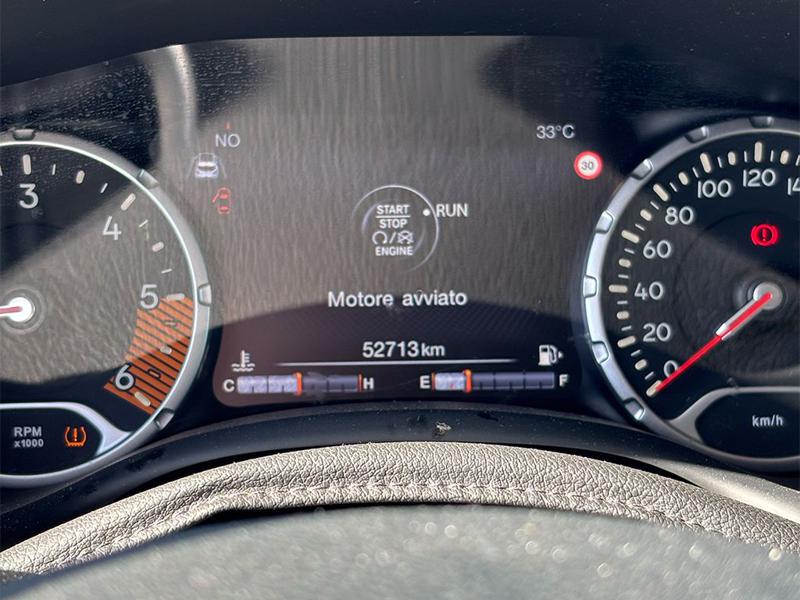 NO
33°C
30
START
STOP
ENGINE
RUN
Motore avviato
52713 km
C H
E F
3
4
5
6
RPM
x1000
0
20
40
60
80
100
120
14
km/h